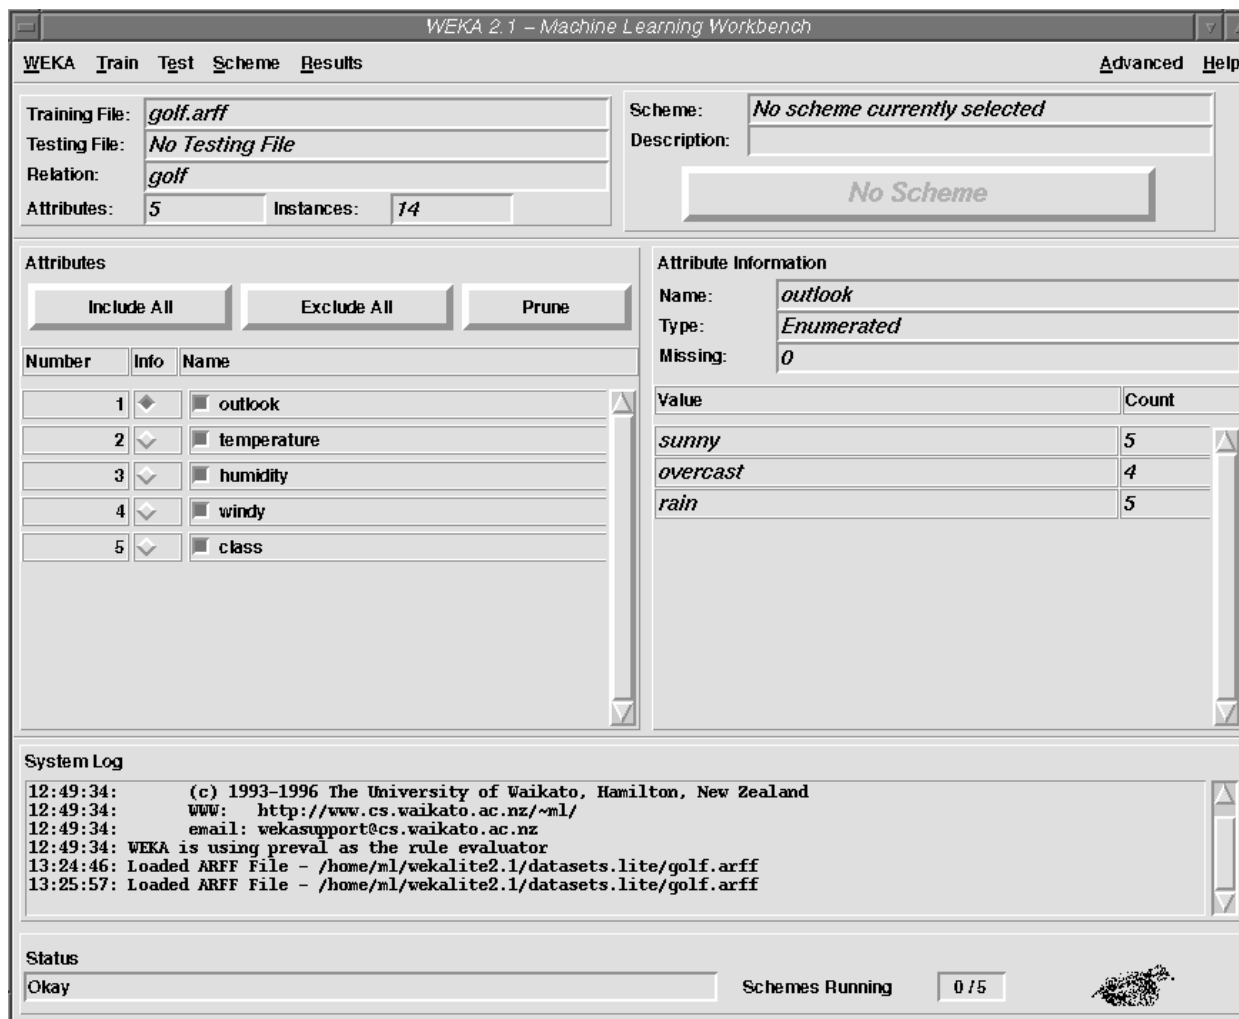 WEKA 2.1 – Machine Learning Workbench
WEKA Train Test Scheme Results Advanced Help
Training File: golf.arff
Testing File: No Testing File
Relation: golf
Attributes: 5 Instances: 14
Scheme: No scheme currently selected
Description:
No Scheme
Attributes
Include All Exclude All Prune
Number Info Name
1 outlook
2 temperature
3 humidity
4 windy
5 class
Attribute Information
Name: outlook
Type: Enumerated
Missing: 0
Value Count
sunny 5
overcast 4
rain 5
System Log
12:49:34: (c) 1993-1996 The University of Waikato, Hamilton, New Zealand
12:49:34: WWW: http://www.cs.waikato.ac.nz/~ml/
12:49:34: email: wekasupport@cs.waikato.ac.nz
12:49:34: WEKA is using preval as the rule evaluator
13:24:46: Loaded ARFF File - /home/ml/wekalite2.1/datasets.lite/golf.arff
13:25:57: Loaded ARFF File - /home/ml/wekalite2.1/datasets.lite/golf.arff
Status
Okay
Schemes Running 0 / 5